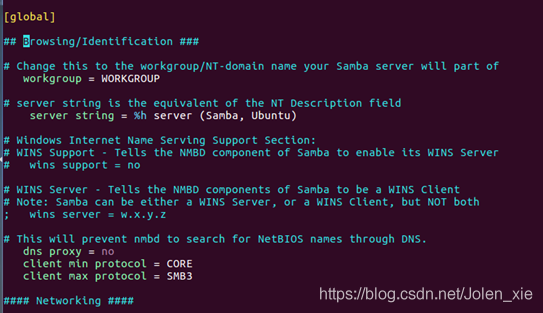 [global]
## Browsing/Identification ###
# Change this to the workgroup/NT-domain name your Samba server will part of
workgroup = WORKGROUP
# server string is the equivalent of the NT Description field
server string = %h server (Samba, Ubuntu)
# Windows Internet Name Serving Support Section:
# WINS Support - Tells the NMBD component of Samba to enable its WINS Server
#   wins support = no
# WINS Server - Tells the NMBD components of Samba to be a WINS Client
# Note: Samba can be either a WINS Server, or a WINS Client, but NOT both
;   wins server = w.x.y.z
# This will prevent nmbd to search for NetBIOS names through DNS.
dns proxy = no
client min protocol = CORE
client max protocol = SMB3
#### Networking ####
https://blog.csdn.net/Jolen_xie